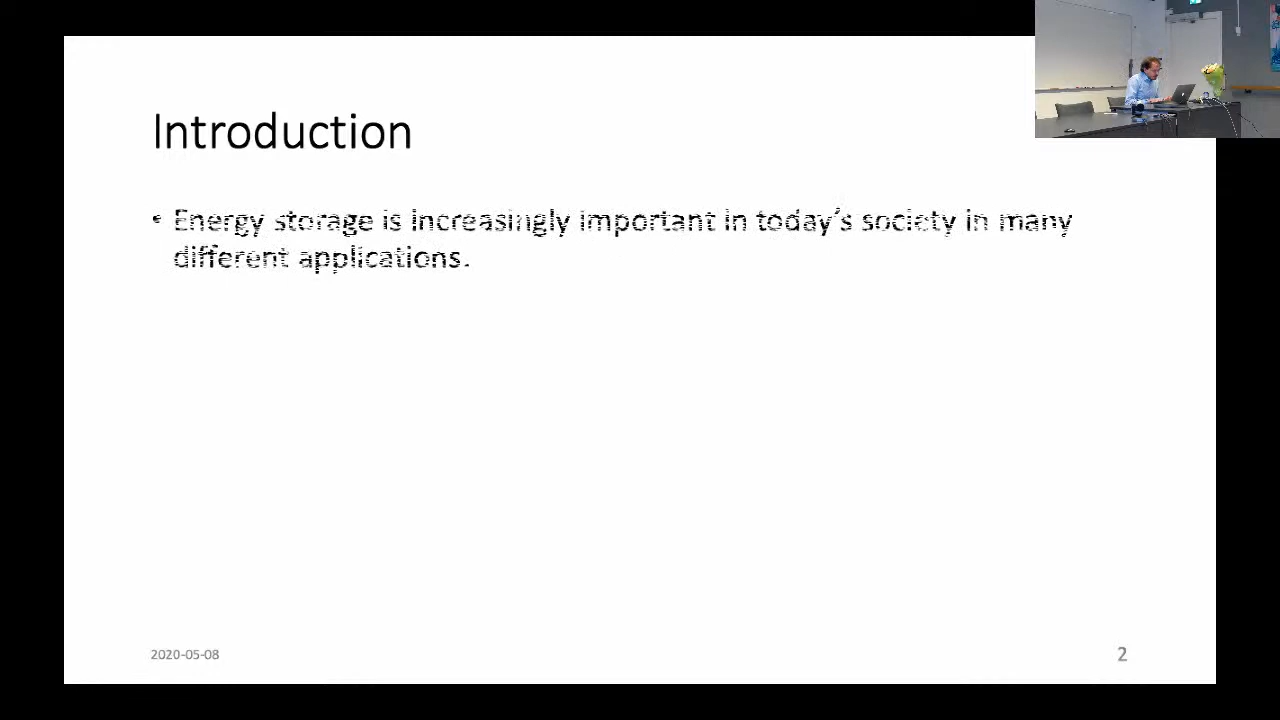 Introduction
• Energy storage is increasingly important in today's society in many
different applications.
2020-05-08
2